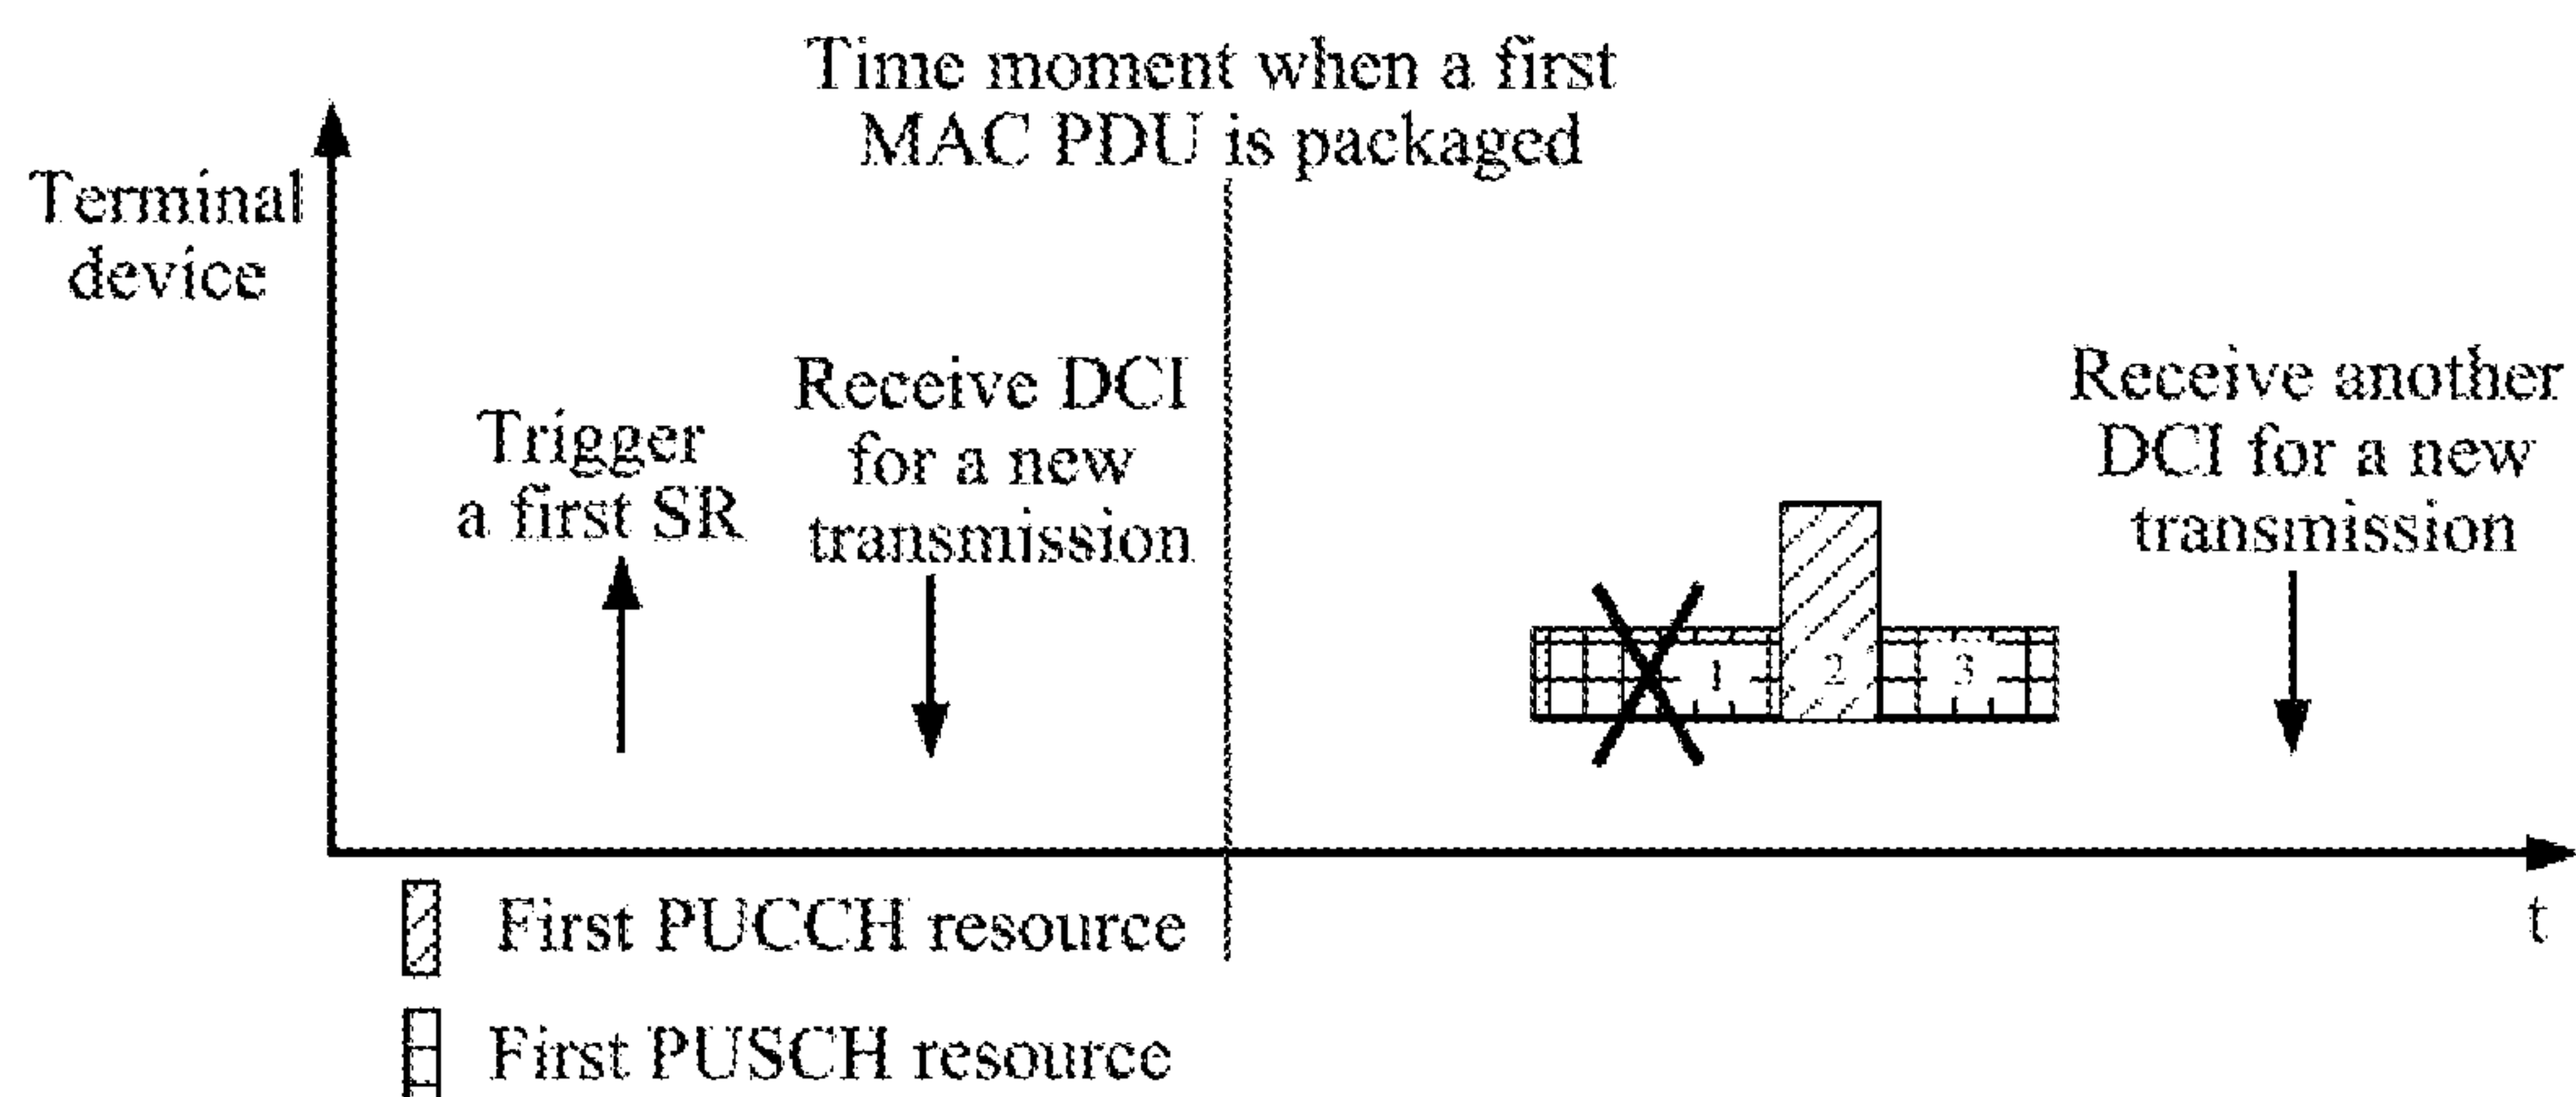 Time moment when a first
MAC PDU is packaged
Terminal
device
Trigger
a first SR
Receive DCI
for a new
transmission
Receive another
DCI for a new
transmission
1
2
3
t
First PUCCH resource
First PUSCH resource